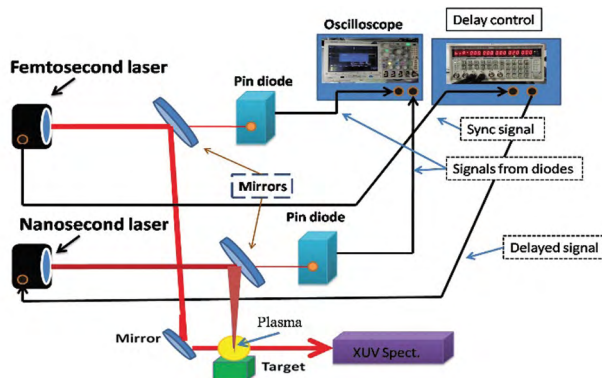 Oscilloscope
Delay control
Femtosecond laser
Pin diode
Sync signal
Mirrors
Signals from diodes
Nanosecond laser
Pin diode
Delayed signal
Plasma
Mirror
XUV Spect.
Target